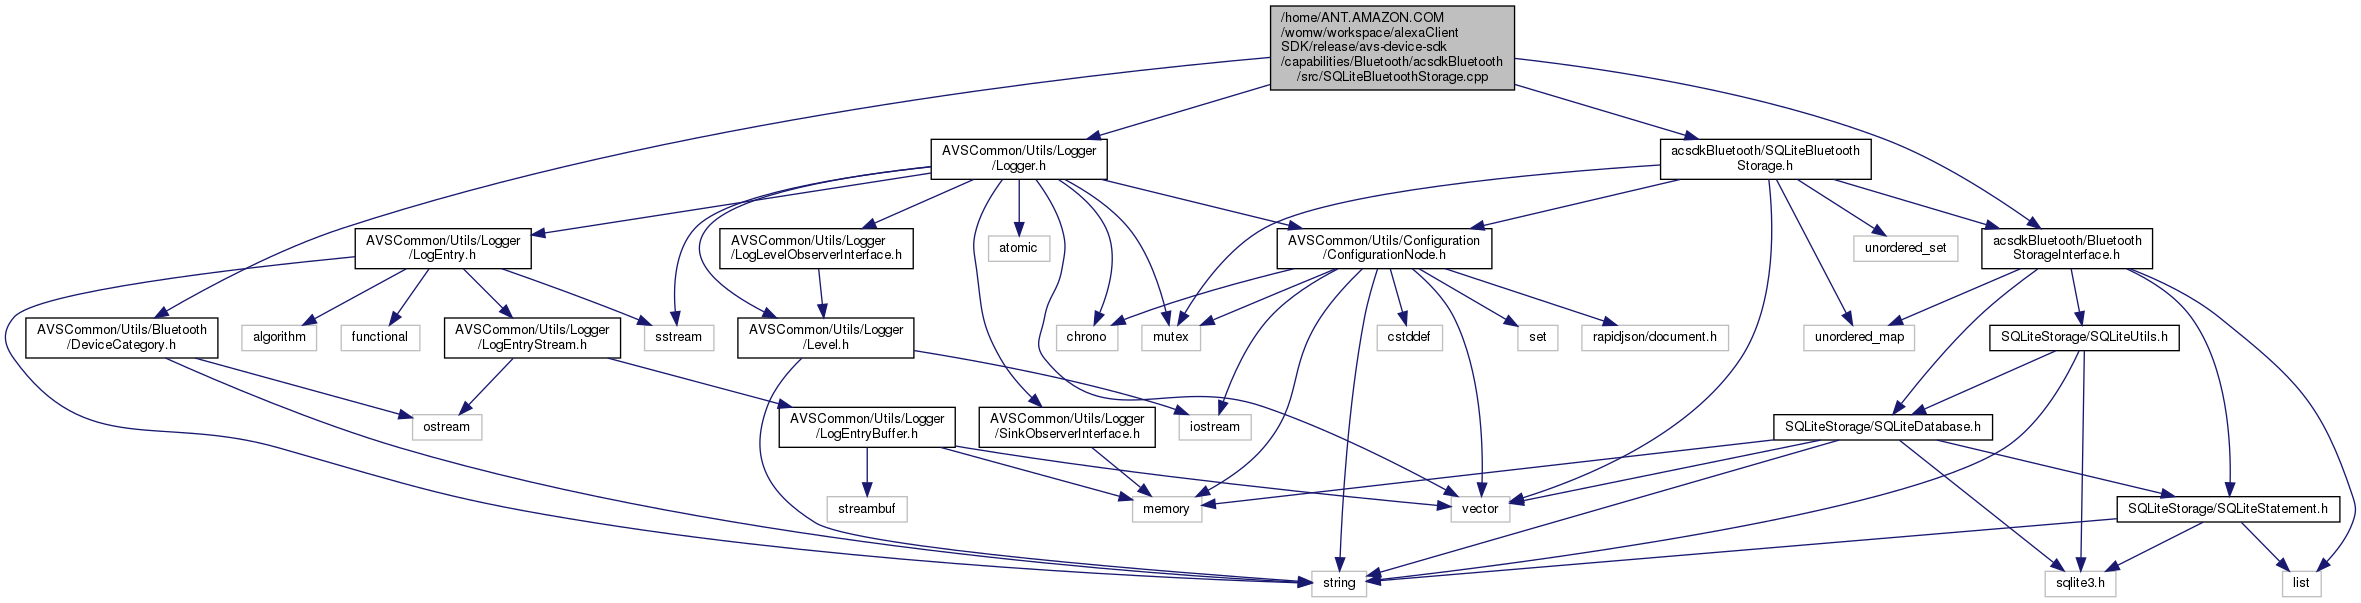 /home/ANT.AMAZON.COM
/womw/workspace/alexaClient
SDK/release/avs-device-sdk
/capabilities/Bluetooth/acsdkBluetooth
/src/SQLiteBluetoothStorage.cpp
AVSCommon/Utils/Logger
/Logger.h
acsdkBluetooth/SQLiteBluetooth
Storage.h
AVSCommon/Utils/Logger
/LogEntry.h
AVSCommon/Utils/Logger
/LogLevelObserverInterface.h
atomic
AVSCommon/Utils/Configuration
/ConfigurationNode.h
unordered_set
acsdkBluetooth/Bluetooth
StorageInterface.h
AVSCommon/Utils/Bluetooth
/DeviceCategory.h
algorithm
functional
AVSCommon/Utils/Logger
/LogEntryStream.h
sstream
AVSCommon/Utils/Logger
/Level.h
chrono
mutex
cstddef
set
rapidjson/document.h
unordered_map
SQLiteStorage/SQLiteUtils.h
ostream
AVSCommon/Utils/Logger
/LogEntryBuffer.h
AVSCommon/Utils/Logger
/SinkObserverInterface.h
iostream
SQLiteStorage/SQLiteDatabase.h
streambuf
memory
vector
SQLiteStorage/SQLiteStatement.h
string
sqlite3.h
list